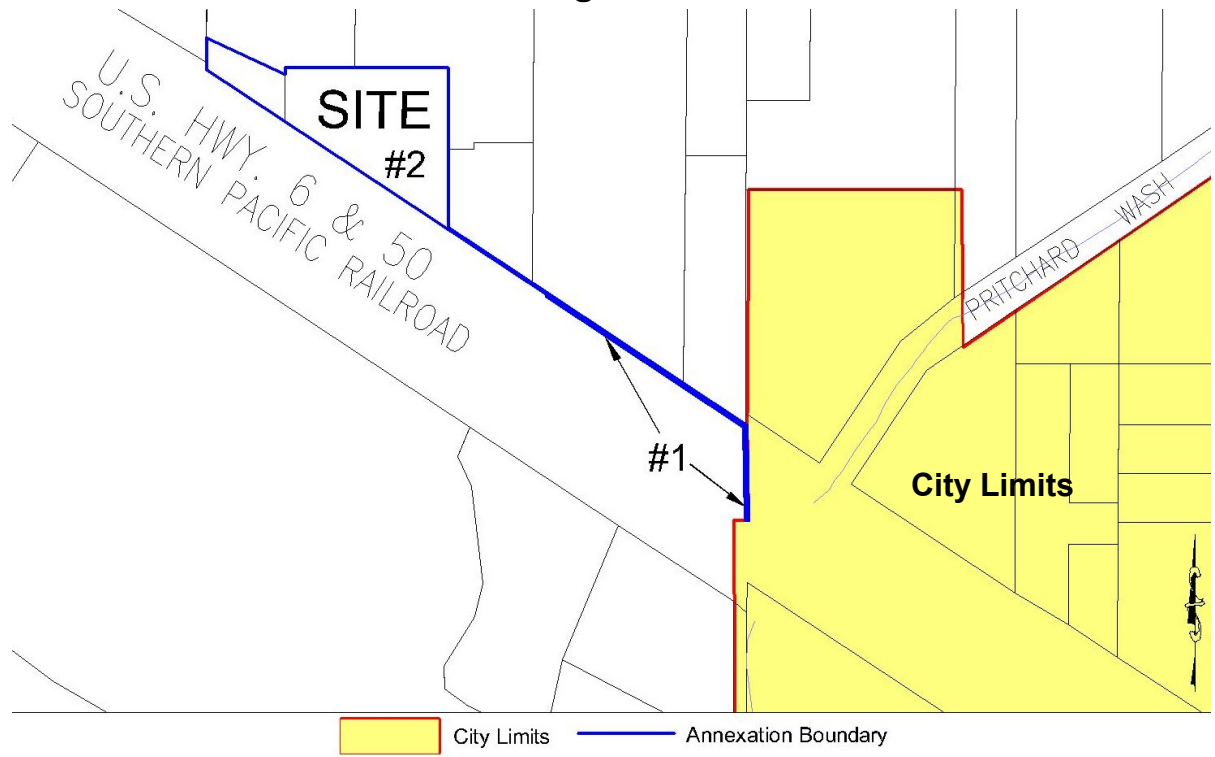 U.S. HWY. 6 & 50
SOUTHERN PACIFIC RAILROAD
SITE
#2
PRITCHARD WASH
#1
City Limits
City Limits
Annexation Boundary